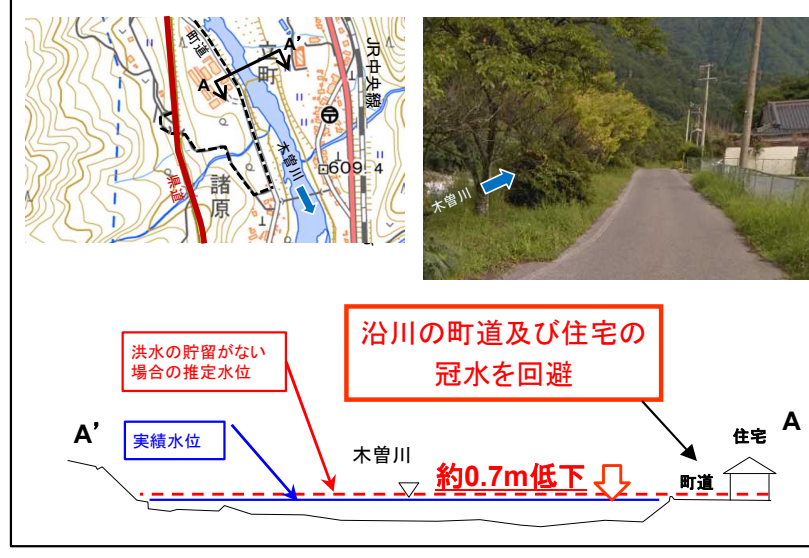 A’
町道
立町
A
JR中央線
木曽川
609.4
県道
諸原
木曽川
沿川の町道及び住宅の
冠水を回避
洪水の貯留がない
場合の推定水位
A’
実績水位
木曽川
約0.7m低下
町道
住宅
A